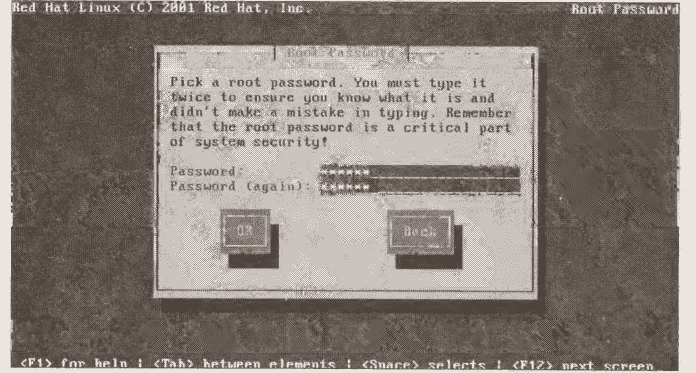 Red Hat Linux (C) 2001 Red Hat, Inc. Root Password
Root Password
Pick a root password. You must type it
twice to ensure you know what it is and
didn't make a mistake in typing. Remember
that the root password is a critical part
of system security!
Password: ******
Password (again): ******
OK Back
<F1> for help | <Tab> between elements | <Space> selects | <F12> next screen